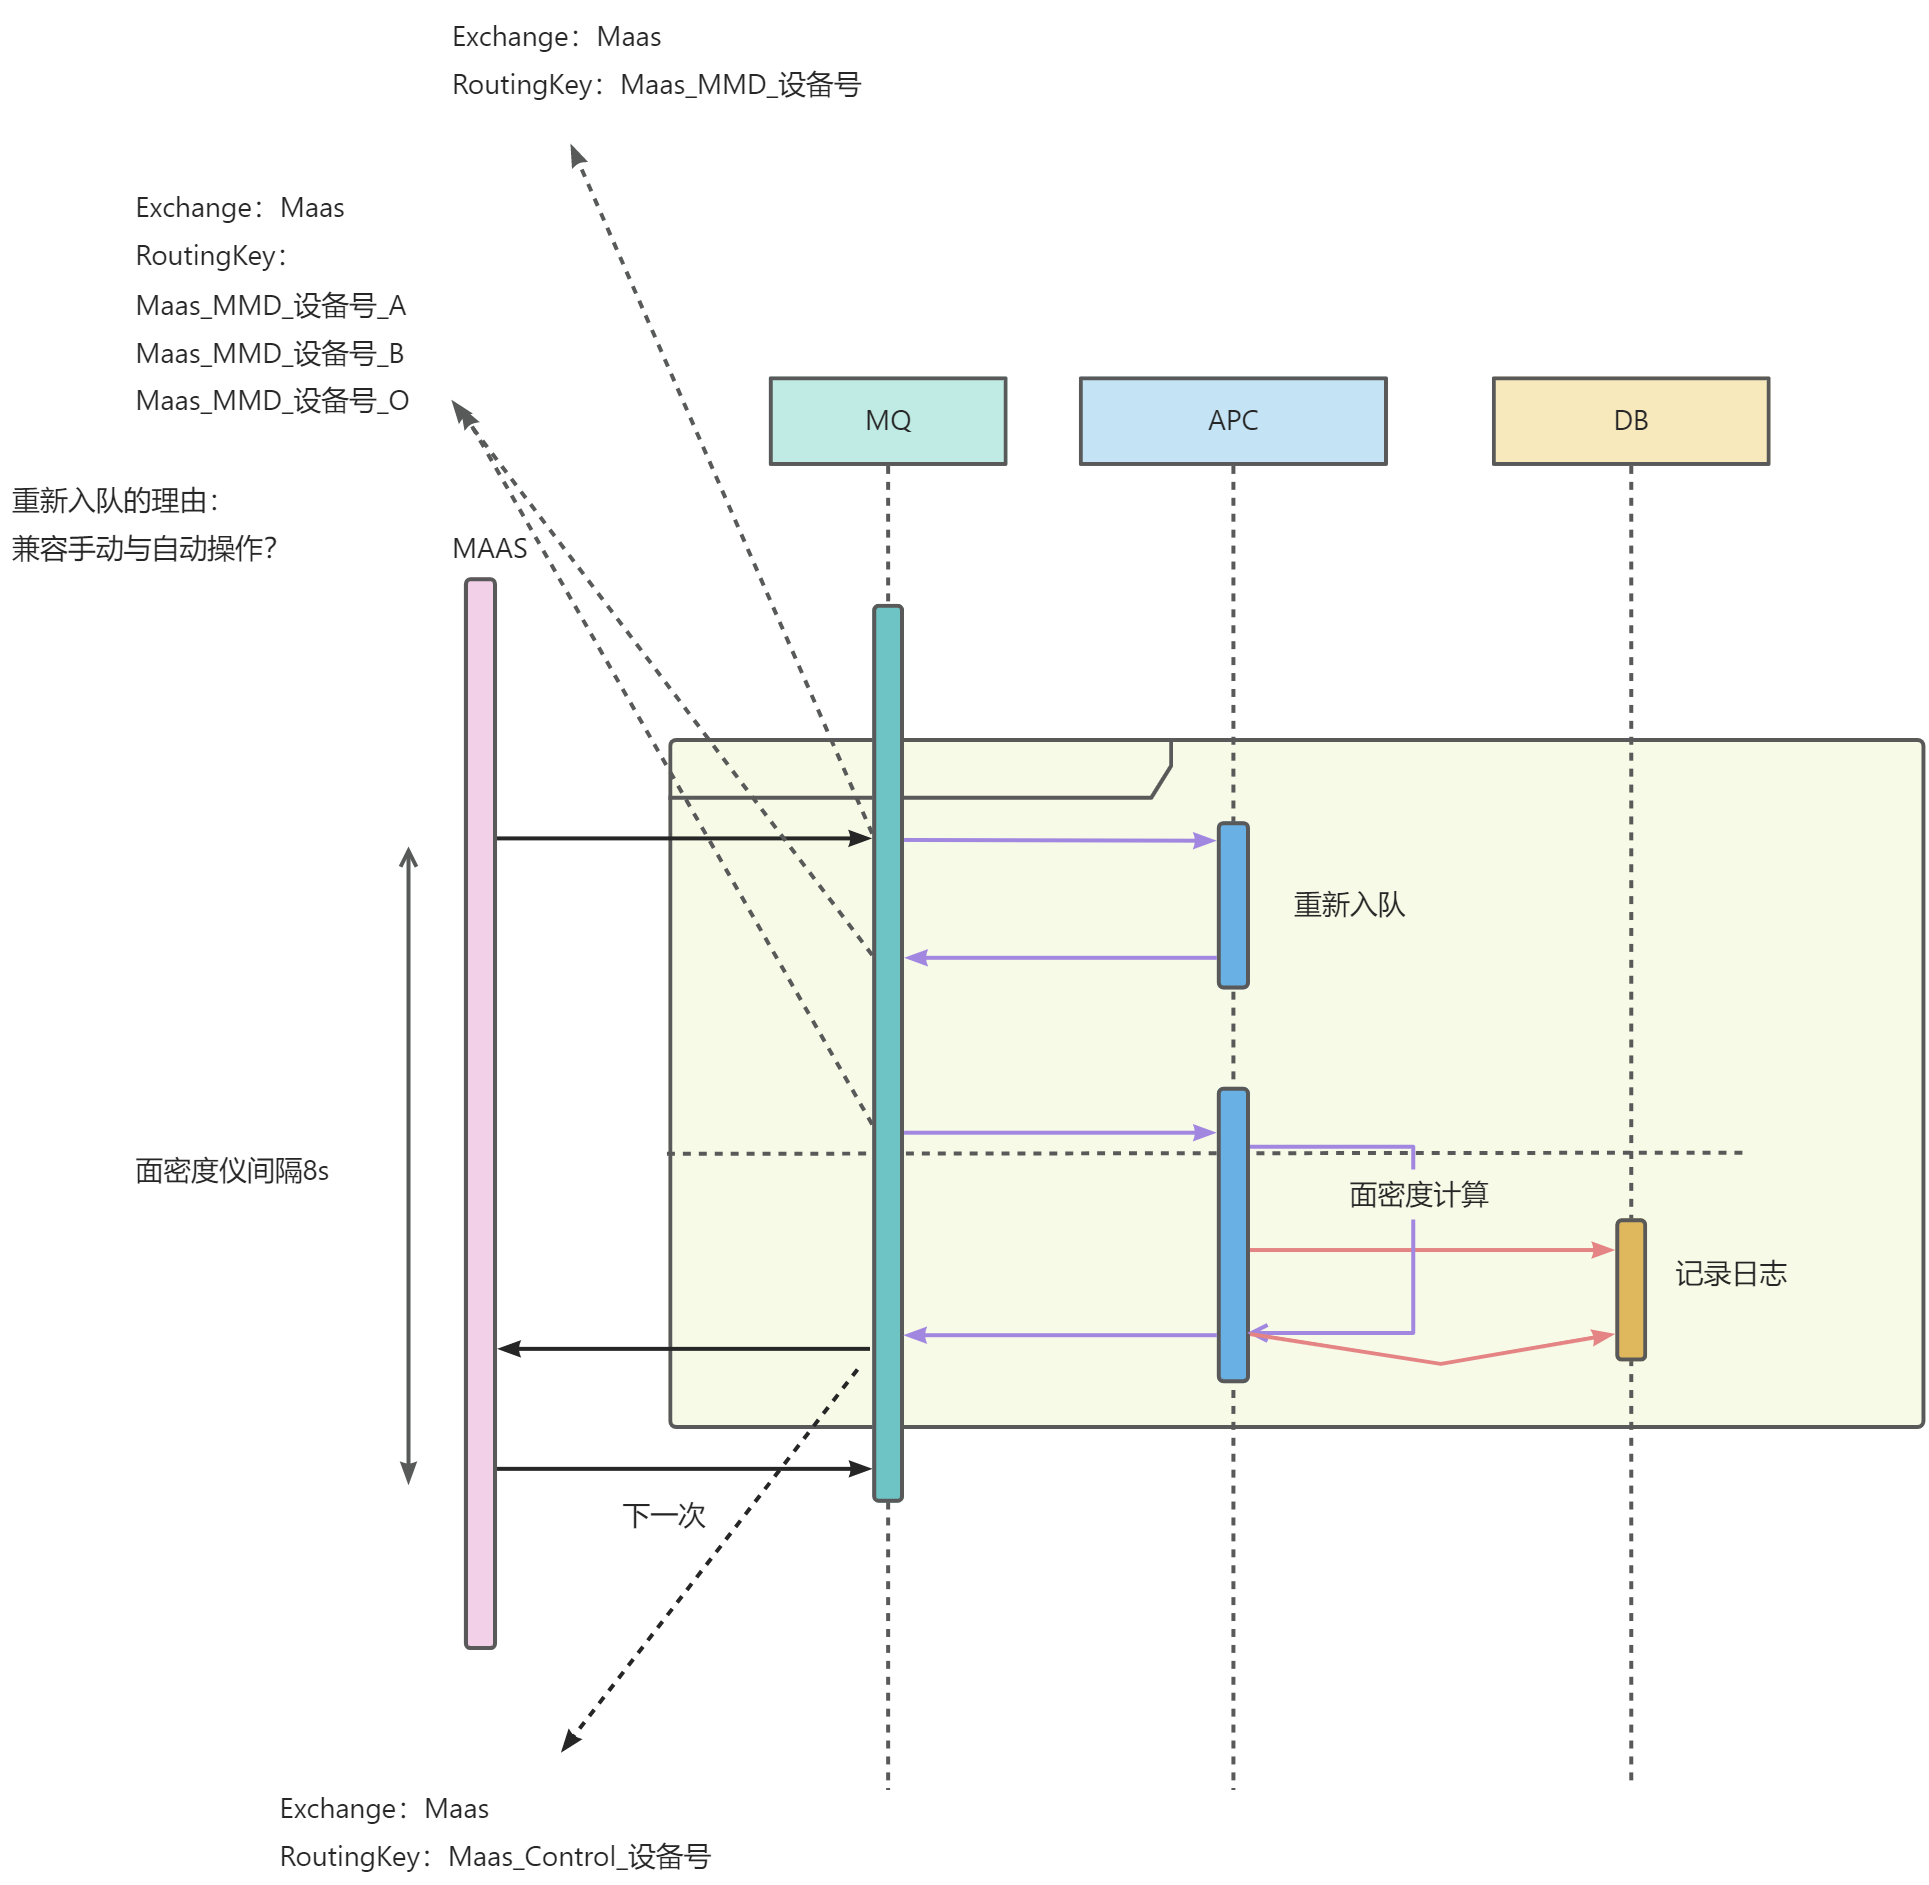 Exchange：Maas
RoutingKey：Maas_MMD_设备号
Exchange：Maas
RoutingKey：
Maas_MMD_设备号_A
Maas_MMD_设备号_B
Maas_MMD_设备号_O
MQ
APC
DB
重新入队的理由：
兼容手动与自动操作？
MAAS
重新入队
面密度仪间隔8s
面密度计算
记录日志
下一次
Exchange：Maas
RoutingKey：Maas_Control_设备号